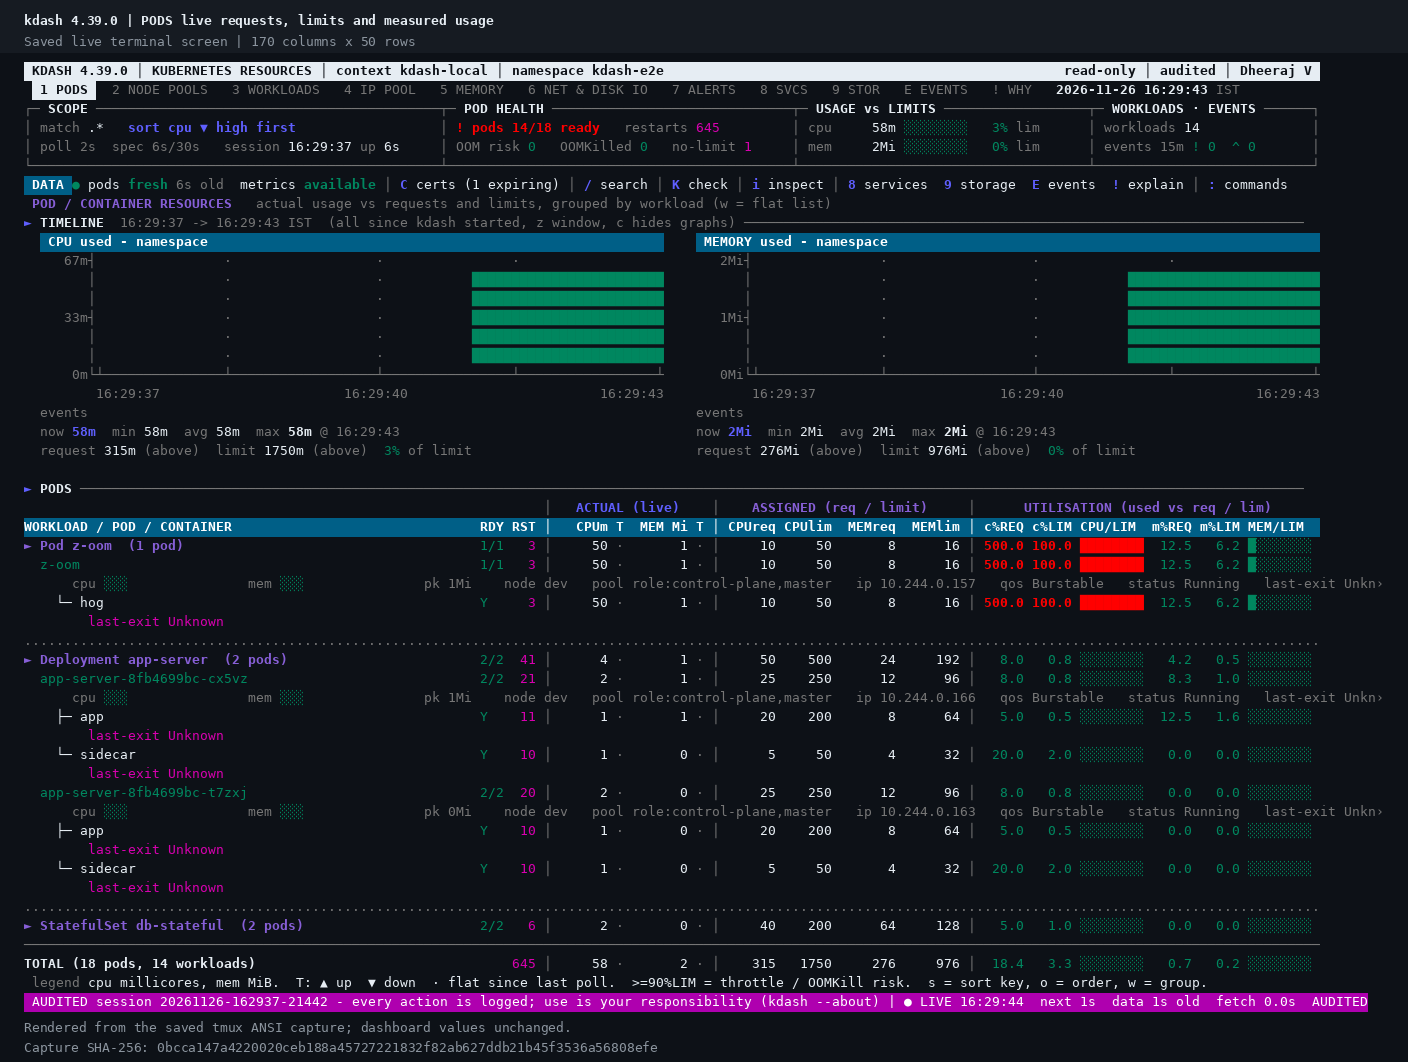 kdash 4.39.0 | PODS live requests, limits and measured usage
Saved live terminal screen | 170 columns x 50 rows
KDASH 4.39.0 │ KUBERNETES RESOURCES │ context kdash-local │ namespace kdash-e2e read-only │ audited │ Dheeraj V
1 PODS 2 NODE POOLS 3 WORKLOADS 4 IP POOL 5 MEMORY 6 NET & DISK IO 7 ALERTS 8 SVCS 9 STOR E EVENTS ! WHY 2026-11-26 16:29:43 IST
SCOPE POD HEALTH USAGE vs LIMITS WORKLOADS · EVENTS
match .* sort cpu ▼ high first │ ! pods 14/18 ready restarts 645 │ cpu 58m ░░░░░░░░ 3% lim │ workloads 14
poll 2s spec 6s/30s session 16:29:37 up 6s │ OOM risk 0 OOMKilled 0 no-limit 1 │ mem 2Mi ░░░░░░░░ 0% lim │ events 15m ! 0 ^ 0
DATA ● pods fresh 6s old metrics available │ C certs (1 expiring) │ / search │ K check │ i inspect │ 8 services 9 storage E events ! explain │ : commands
POD / CONTAINER RESOURCES actual usage vs requests and limits, grouped by workload (w = flat list)
► TIMELINE 16:29:37 -> 16:29:43 IST (all since kdash started, z window, c hides graphs)
CPU used - namespace MEMORY used - namespace
67m 2Mi
33m 1Mi
0m 0Mi
16:29:37 16:29:40 16:29:43 16:29:37 16:29:40 16:29:43
events events
now 58m min 58m avg 58m max 58m @ 16:29:43 now 2Mi min 2Mi avg 2Mi max 2Mi @ 16:29:43
request 315m (above) limit 1750m (above) 3% of limit request 276Mi (above) limit 976Mi (above) 0% of limit
► PODS
│ ACTUAL (live) │ ASSIGNED (req / limit) │ UTILISATION (used vs req / lim)
WORKLOAD / POD / CONTAINER RDY RST │ CPUm T MEM Mi T │ CPUreq CPUlim MEMreq MEMlim │ c%REQ c%LIM CPU/LIM m%REQ m%LIM MEM/LIM
► Pod z-oom (1 pod) 1/1 3 │ 50 · 1 · │ 10 50 8 16 │ 500.0 100.0 ████████ 12.5 6.2 █░░░░░░░
z-oom 1/1 3 │ 50 · 1 · │ 10 50 8 16 │ 500.0 100.0 ████████ 12.5 6.2 █░░░░░░░
cpu ░░░ mem ░░░ pk 1Mi node dev pool role:control-plane,master ip 10.244.0.157 qos Burstable status Running last-exit Unkn›
└─ hog Y 3 │ 50 · 1 · │ 10 50 8 16 │ 500.0 100.0 ████████ 12.5 6.2 █░░░░░░░
last-exit Unknown
► Deployment app-server (2 pods) 2/2 41 │ 4 · 1 · │ 50 500 24 192 │ 8.0 0.8 ░░░░░░░░ 4.2 0.5 ░░░░░░░░
app-server-8fb4699bc-cx5vz 2/2 21 │ 2 · 1 · │ 25 250 12 96 │ 8.0 0.8 ░░░░░░░░ 8.3 1.0 ░░░░░░░░
cpu ░░░ mem ░░░ pk 1Mi node dev pool role:control-plane,master ip 10.244.0.166 qos Burstable status Running last-exit Unkn›
├─ app Y 11 │ 1 · 1 · │ 20 200 8 64 │ 5.0 0.5 ░░░░░░░░ 12.5 1.6 ░░░░░░░░
last-exit Unknown
└─ sidecar Y 10 │ 1 · 0 · │ 5 50 4 32 │ 20.0 2.0 ░░░░░░░░ 0.0 0.0 ░░░░░░░░
last-exit Unknown
app-server-8fb4699bc-t7zxj 2/2 20 │ 2 · 0 · │ 25 250 12 96 │ 8.0 0.8 ░░░░░░░░ 0.0 0.0 ░░░░░░░░
cpu ░░░ mem ░░░ pk 0Mi node dev pool role:control-plane,master ip 10.244.0.163 qos Burstable status Running last-exit Unkn›
├─ app Y 10 │ 1 · 0 · │ 20 200 8 64 │ 5.0 0.5 ░░░░░░░░ 0.0 0.0 ░░░░░░░░
last-exit Unknown
└─ sidecar Y 10 │ 1 · 0 · │ 5 50 4 32 │ 20.0 2.0 ░░░░░░░░ 0.0 0.0 ░░░░░░░░
last-exit Unknown
► StatefulSet db-stateful (2 pods) 2/2 6 │ 2 · 0 · │ 40 200 64 128 │ 5.0 1.0 ░░░░░░░░ 0.0 0.0 ░░░░░░░░
TOTAL (18 pods, 14 workloads) 645 │ 58 · 2 · │ 315 1750 276 976 │ 18.4 3.3 ░░░░░░░░ 0.7 0.2 ░░░░░░░░
legend cpu millicores, mem MiB. T: ▲ up ▼ down · flat since last poll. >=90%LIM = throttle / OOMKill risk. s = sort key, o = order, w = group.
AUDITED session 20261126-162937-21442 - every action is logged; use is your responsibility (kdash --about) | ● LIVE 16:29:44 next 1s data 1s old fetch 0.0s AUDITED
Rendered from the saved tmux ANSI capture; dashboard values unchanged.
Capture SHA-256: 0bcca147a4220020ceb188a45727221832f82ab627ddb21b45f3536a56808efe